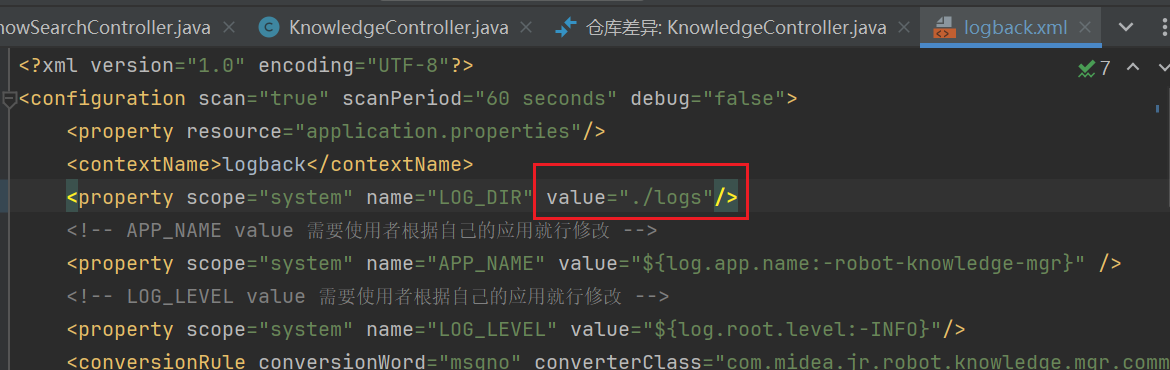 nowSearchController.java KnowledgeController.java 仓库差异: KnowledgeController.java logback.xml
<?xml version="1.0" encoding="UTF-8"?> 7
<configuration scan="true" scanPeriod="60 seconds" debug="false">
<property resource="application.properties"/>
<contextName>logback</contextName>
<property scope="system" name="LOG_DIR" value="./logs"/>
<!-- APP_NAME value 需要使用者根据自己的应用就行修改 -->
<property scope="system" name="APP_NAME" value="${log.app.name:-robot-knowledge-mgr}" />
<!-- LOG_LEVEL value 需要使用者根据自己的应用就行修改 -->
<property scope="system" name="LOG_LEVEL" value="${log.root.level:-INFO}"/>
<conversionRule conversionWord="msgno" converterClass="com.midea.jr.robot.knowledge.mgr.comm